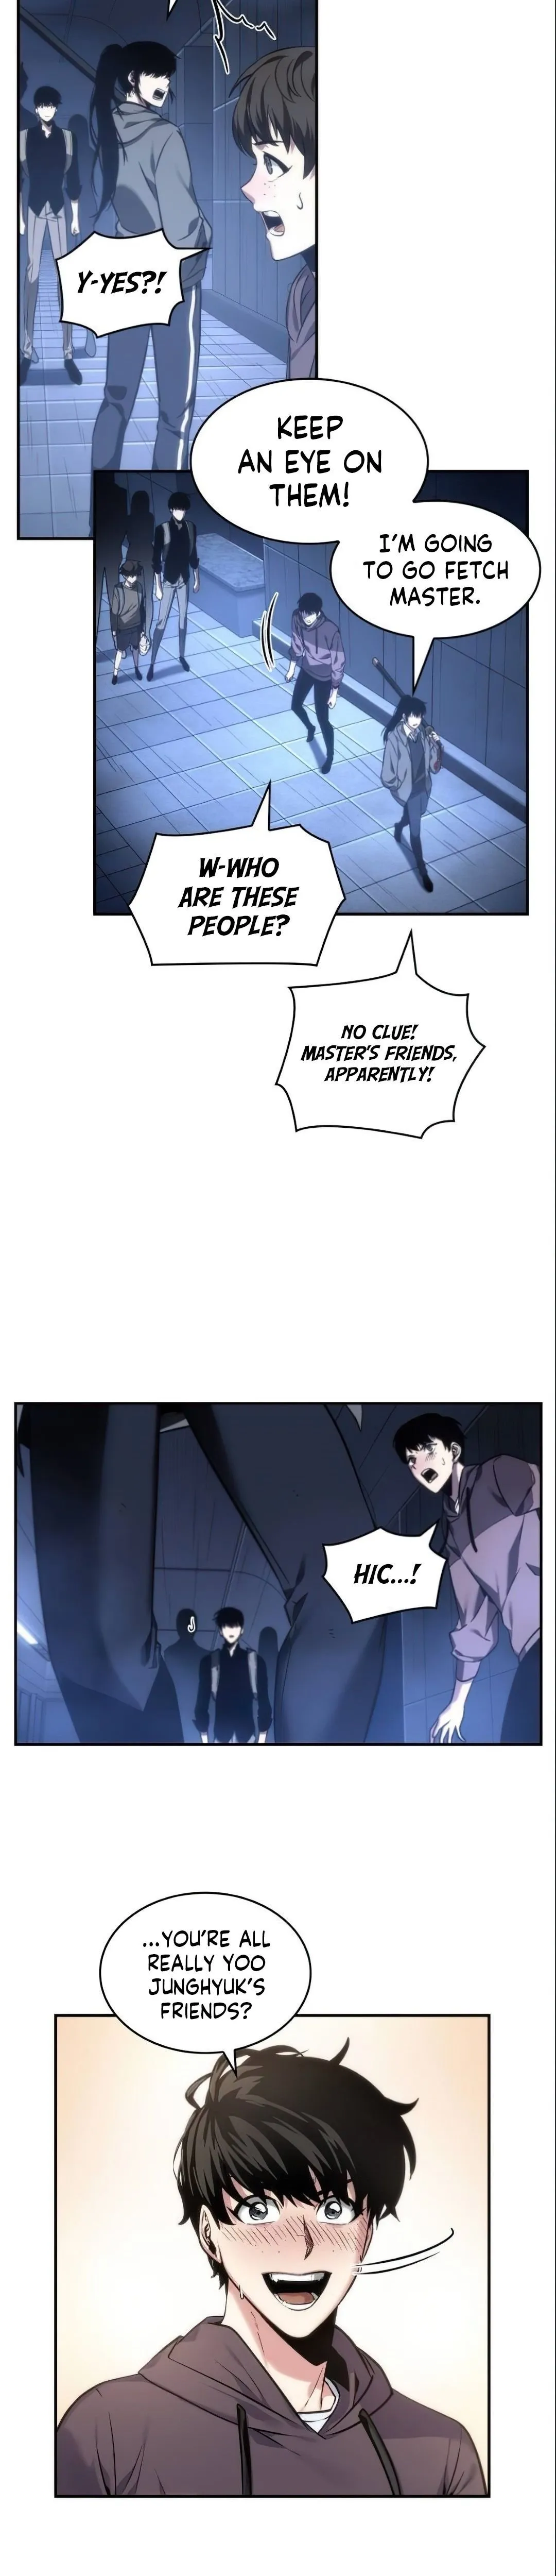 Y-YES?!
KEEP
AN EYE ON
THEM!
I'M GOING
TO GO FETCH
MASTER.
W-WHO
ARE THESE
PEOPLE?
NO CLUE!
MASTER'S FRIENDS,
APPARENTLY!
HIC...!
...YOU'RE ALL
REALLY YOO
JUNGHYUK'S
FRIENDS?